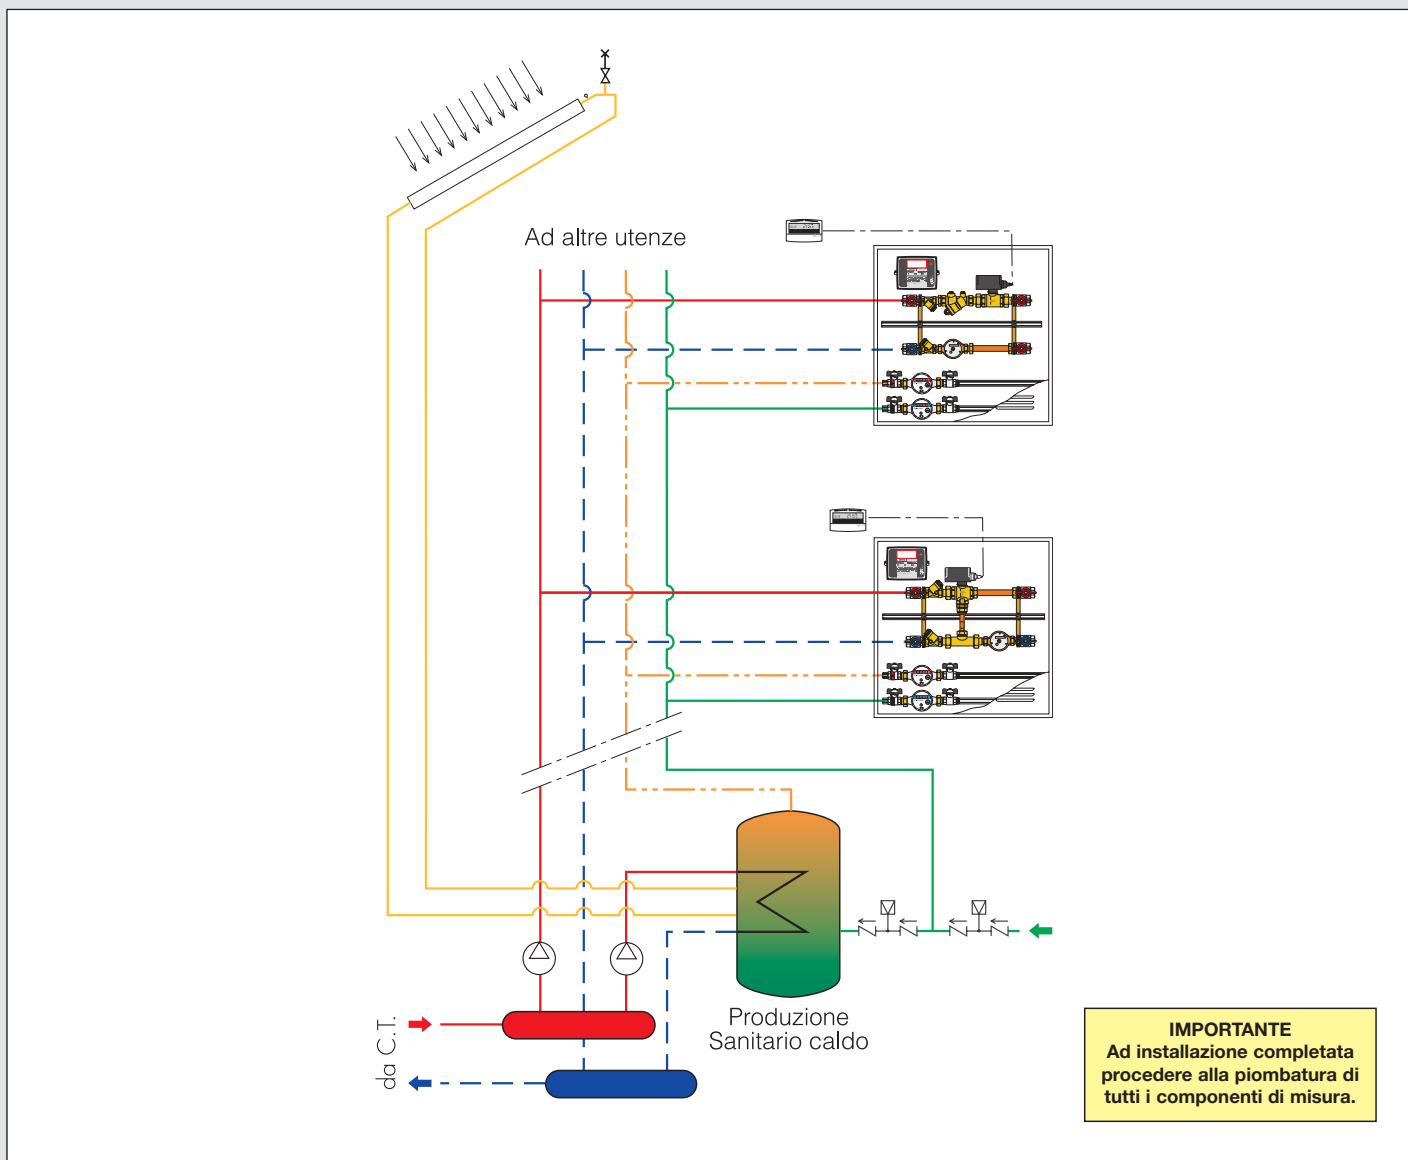 Ad altre utenze
Produzione
Sanitario caldo
da C.T.
IMPORTANTE
Ad installazione completata
procedere alla piombatura di
tutti i componenti di misura.